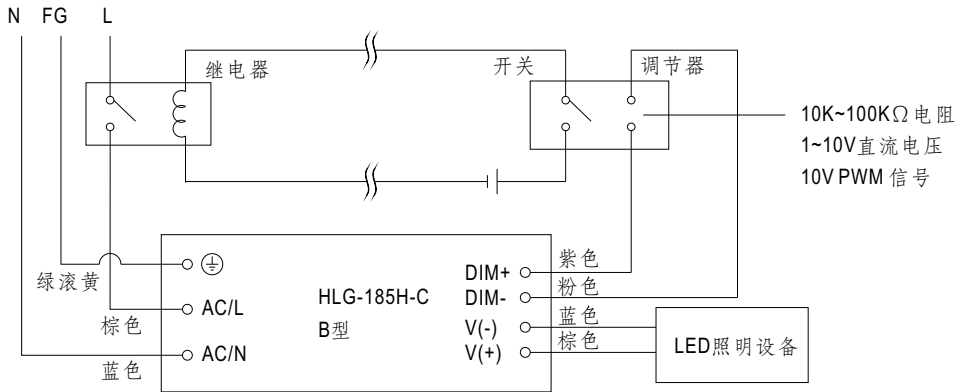 N FG L
继电器
开关
调节器
10K~100KΩ电阻
1~10V直流电压
10V PWM 信号
绿滚黄
棕色
蓝色
AC/L
AC/N
HLG-185H-C
B型
DIM+
DIM-
V(-)
V(+)
紫色
粉色
蓝色
棕色
LED照明设备